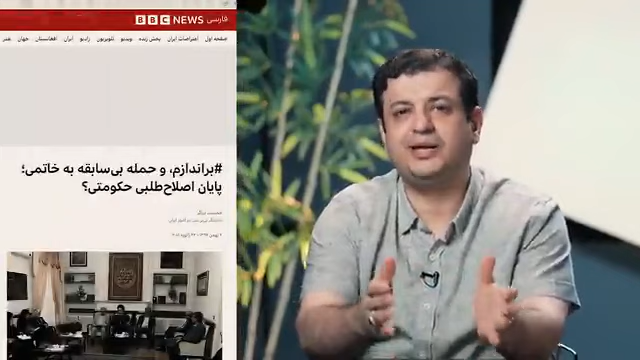 BBC NEWS فارسی
صفحه اول اعتراضات ایران پخش زنده ویدیو تلویزیون رادیو ایران افغانستان جهان هنر
#براندازم، و حمله بی‌سابقه به خاتمی؛
پایان اصلاح‌طلبی حکومتی؟